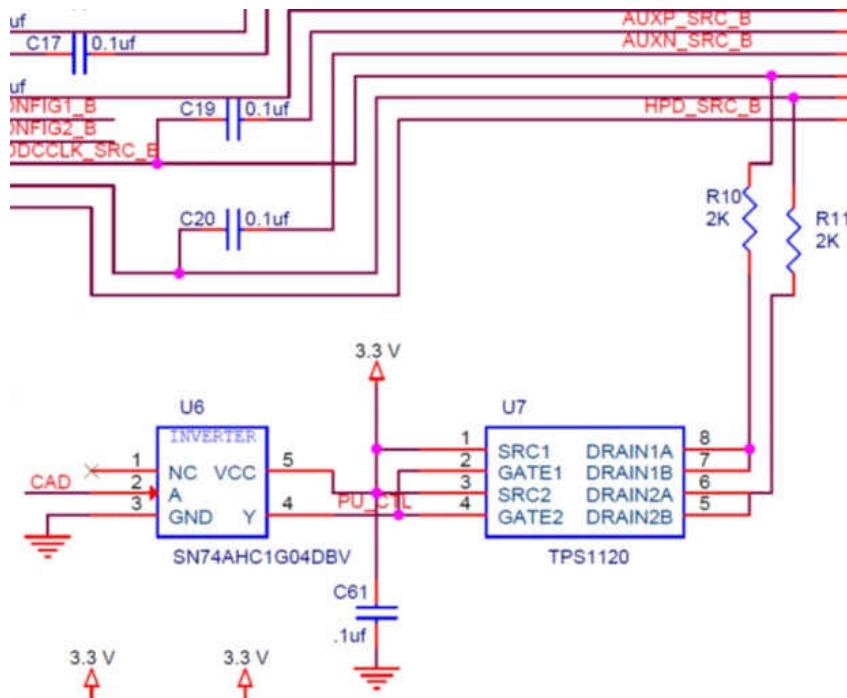 uf
C17 0.1uf
AUXP_SRC_B
AUXN_SRC_B
uf
ONFIG1_B
C19 0.1uf
HPD_SRC_B
ONFIG2_B
DDCCLK_SRC_B
R10
2K
R11
2K
C20 0.1uf
3.3 V
U6
U7
INVERTER
1 NC VCC 5
CAD 2 A
3 GND Y 4
PU_CTL
1 SRC1 DRAIN1A 8
2 GATE1 DRAIN1B 7
3 SRC2 DRAIN2A 6
4 GATE2 DRAIN2B 5
SN74AHC1G04DBV
TPS1120
C61
.1uf
3.3 V
3.3 V